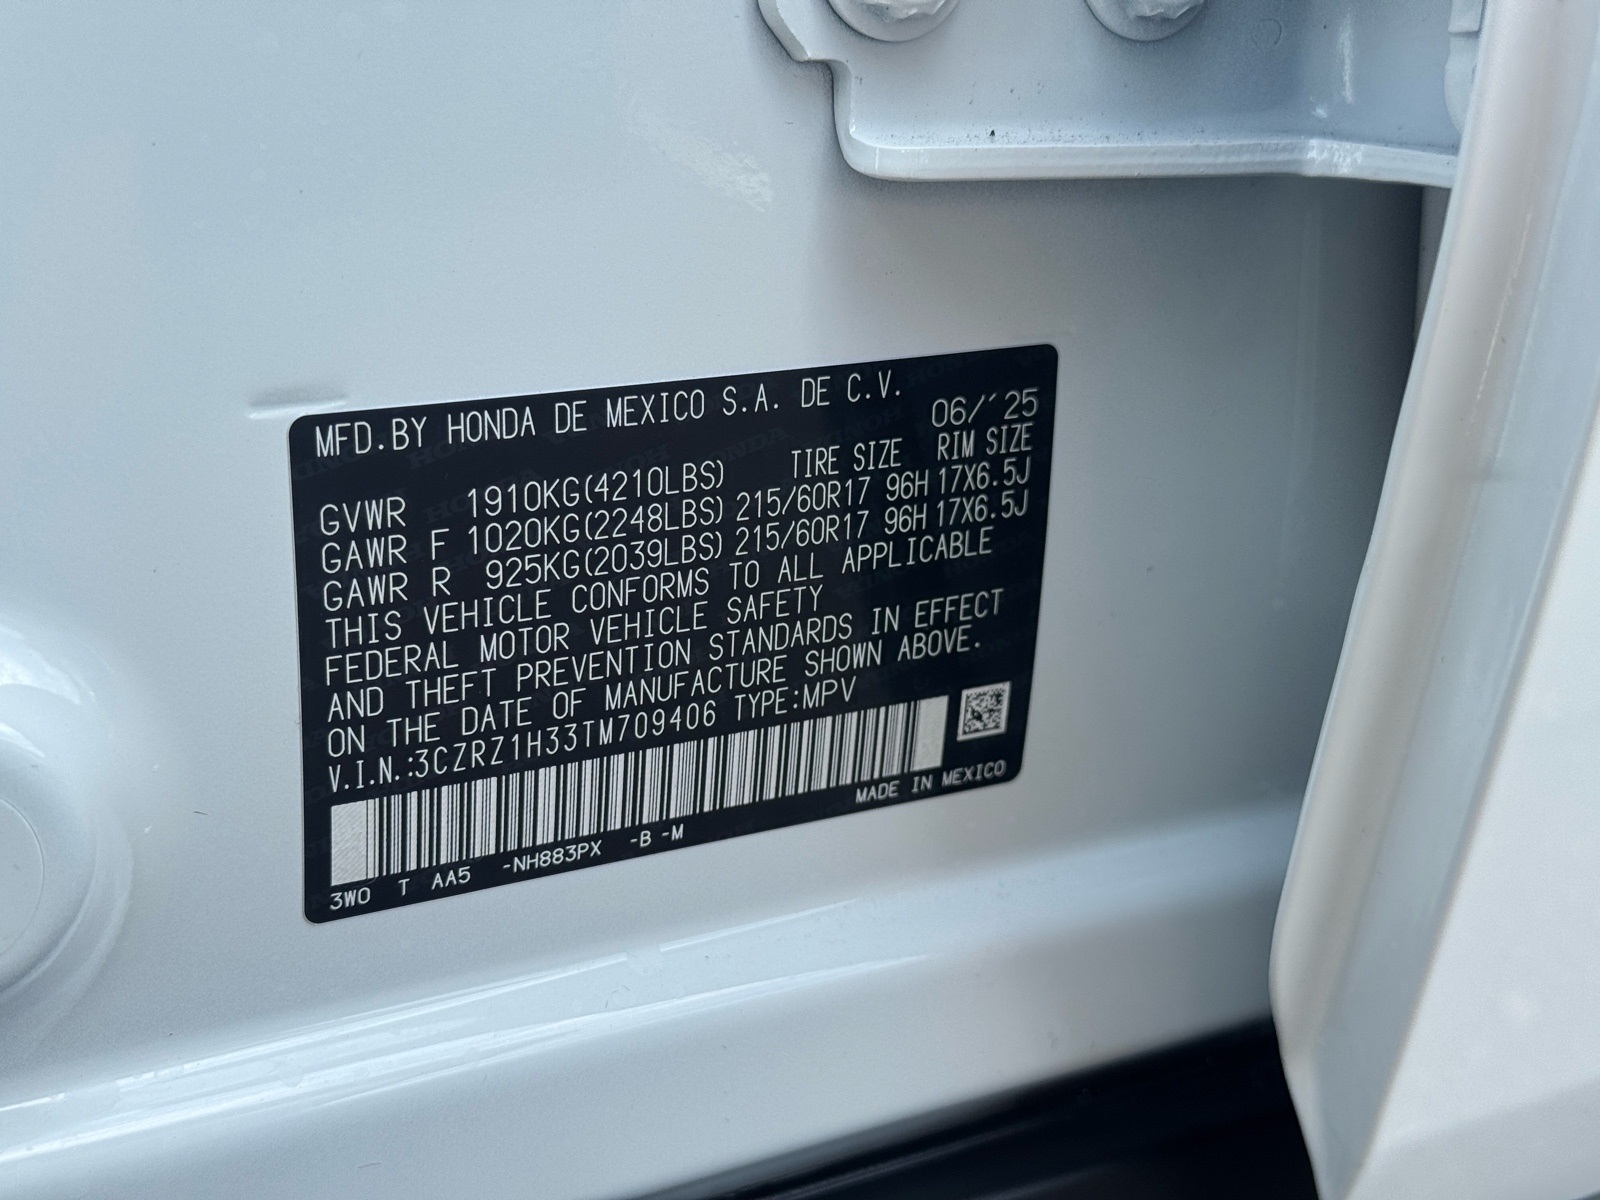 MFD.BY HONDA DE MEXICO S.A. DE C.V. 06/´25
TIRE SIZE RIM SIZE
GVWR 1910KG(4210LBS)
GAWR F 1020KG(2248LBS) 215/60R17 96H 17X6.5J
GAWR R 925KG(2039LBS) 215/60R17 96H 17X6.5J
THIS VEHICLE CONFORMS TO ALL APPLICABLE
FEDERAL MOTOR VEHICLE SAFETY
AND THEFT PREVENTION STANDARDS IN EFFECT
ON THE DATE OF MANUFACTURE SHOWN ABOVE.
V.I.N.:3CZRZ1H33TM709406 TYPE:MPV
MADE IN MEXICO
3W0 T AA5 -NH883PX -B -M